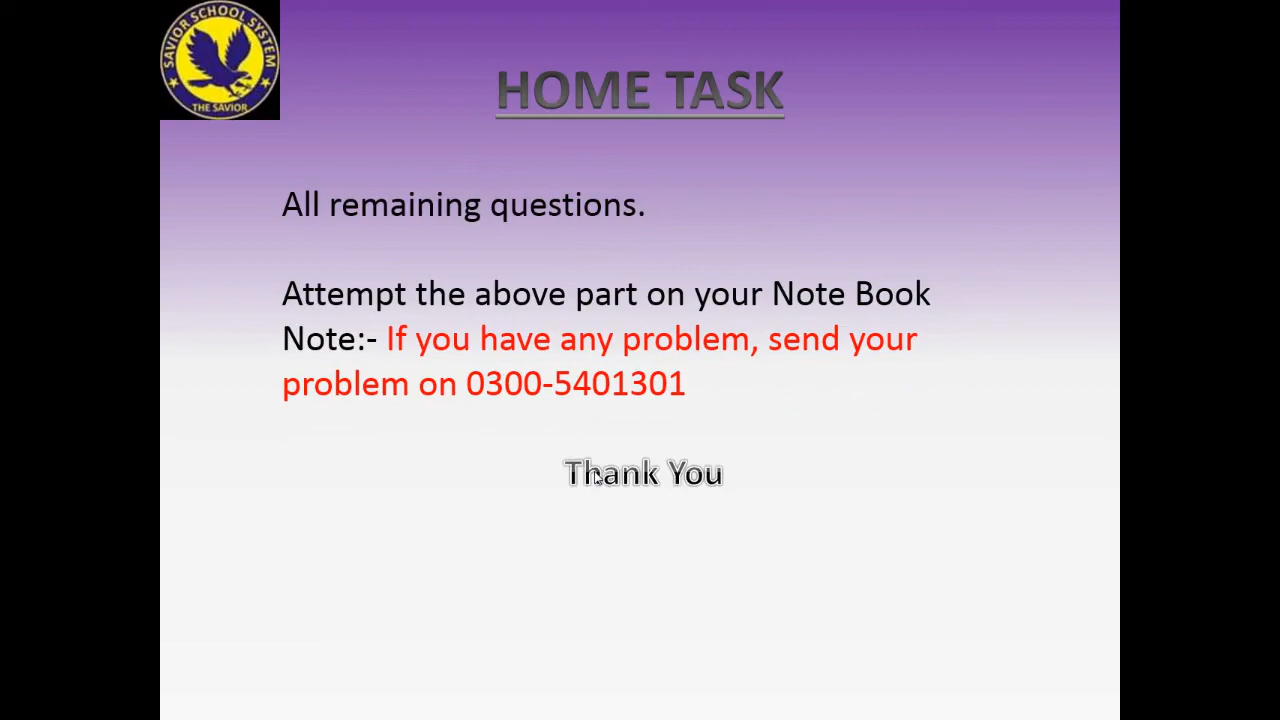 SAVIOR SCHOOL SYSTEM
THE SAVIOR
HOME TASK
All remaining questions.
Attempt the above part on your Note Book
Note:- If you have any problem, send your
problem on 0300-5401301
Thank You